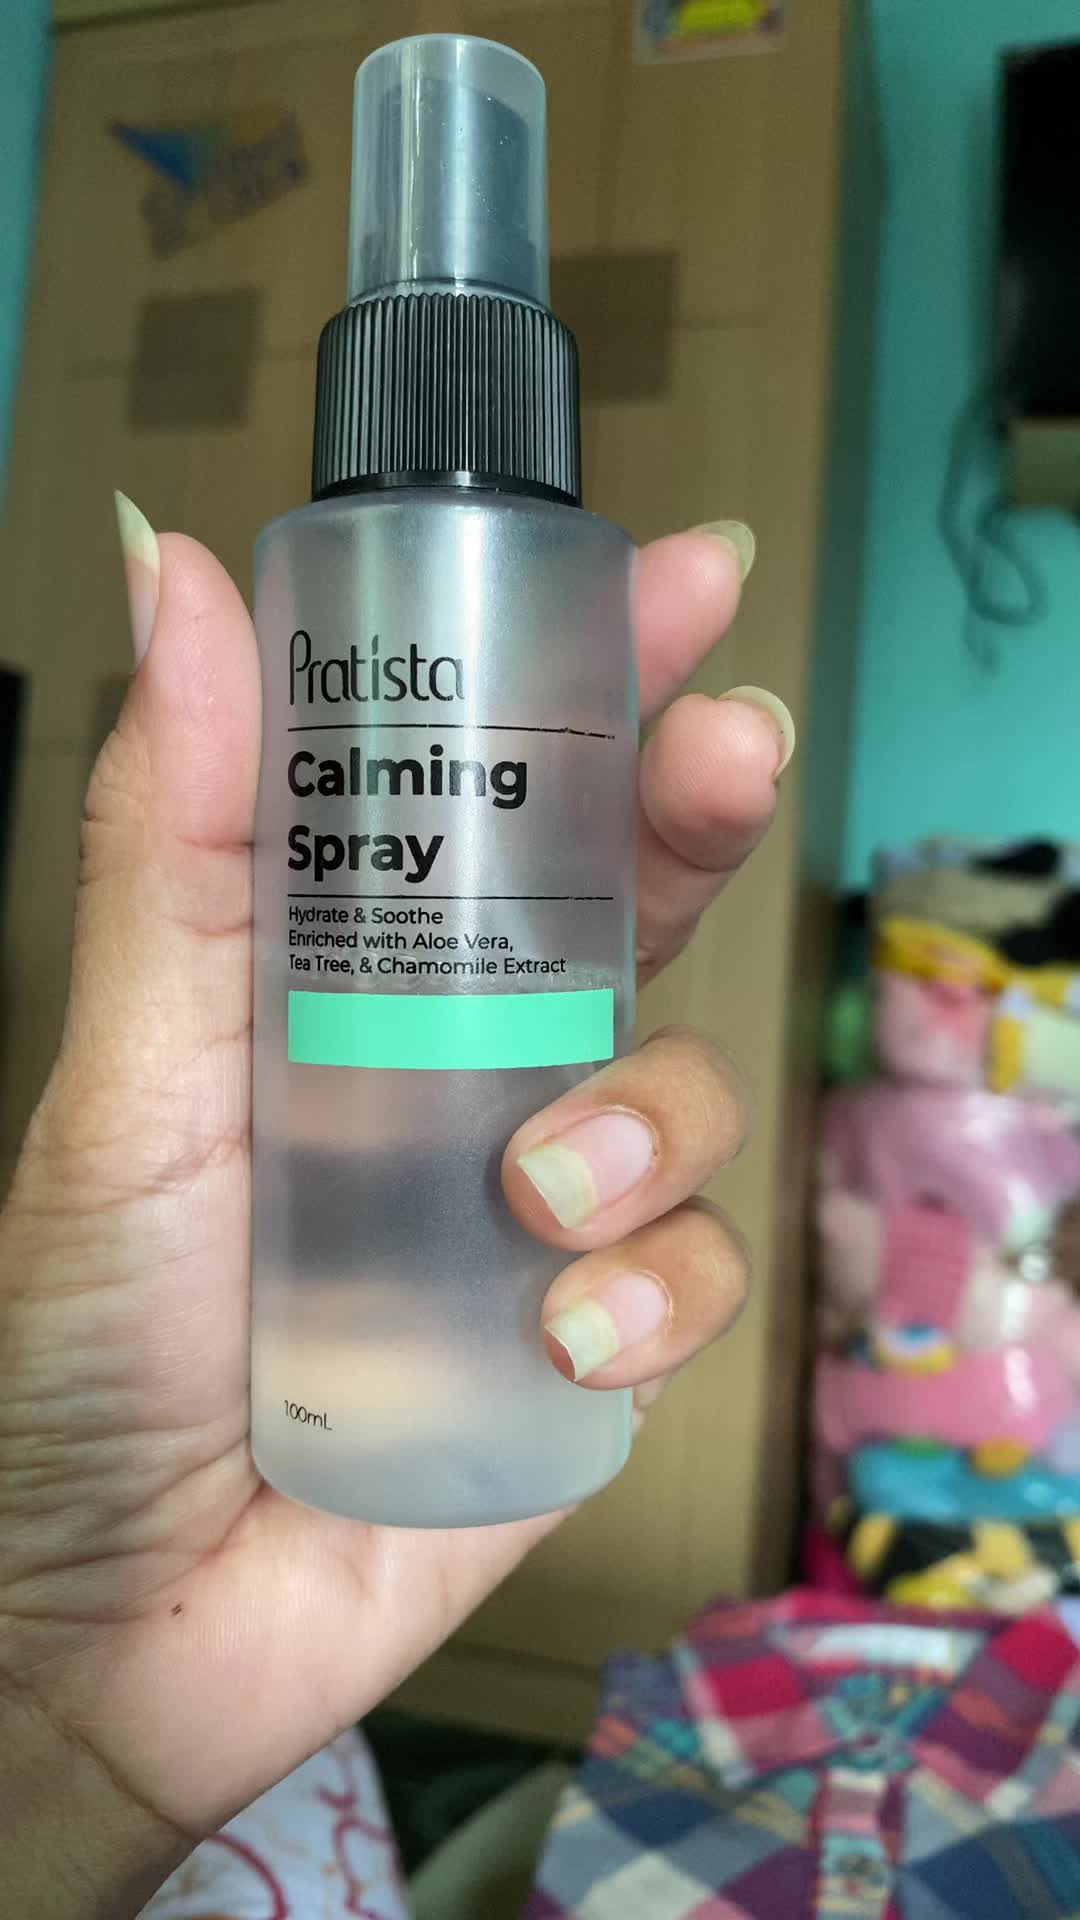 Pratista
Calming
Spray
Hydrate & Soothe
Enriched with Aloe Vera,
Tea Tree, & Chamomile Extract
100mL